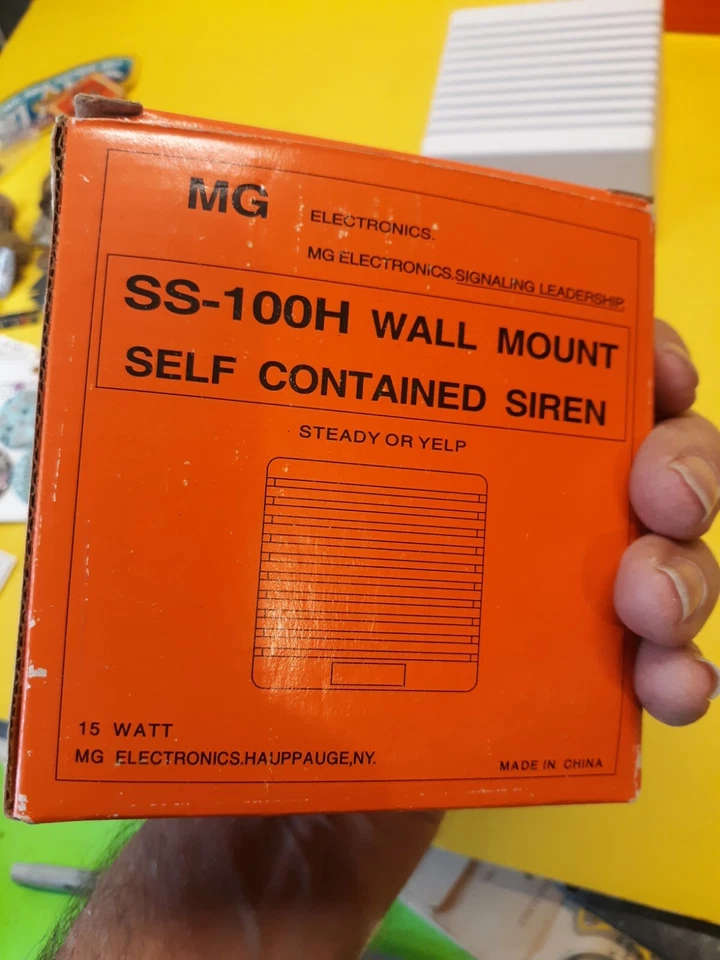 MG ELECTRONICS.
MG ELECTRONICS.SIGNALING LEADERSHIP
SS-100H WALL MOUNT
SELF CONTAINED SIREN
STEADY OR YELP
15 WATT
MG ELECTRONICS.HAUPPAUGE,NY.
MADE IN CHINA